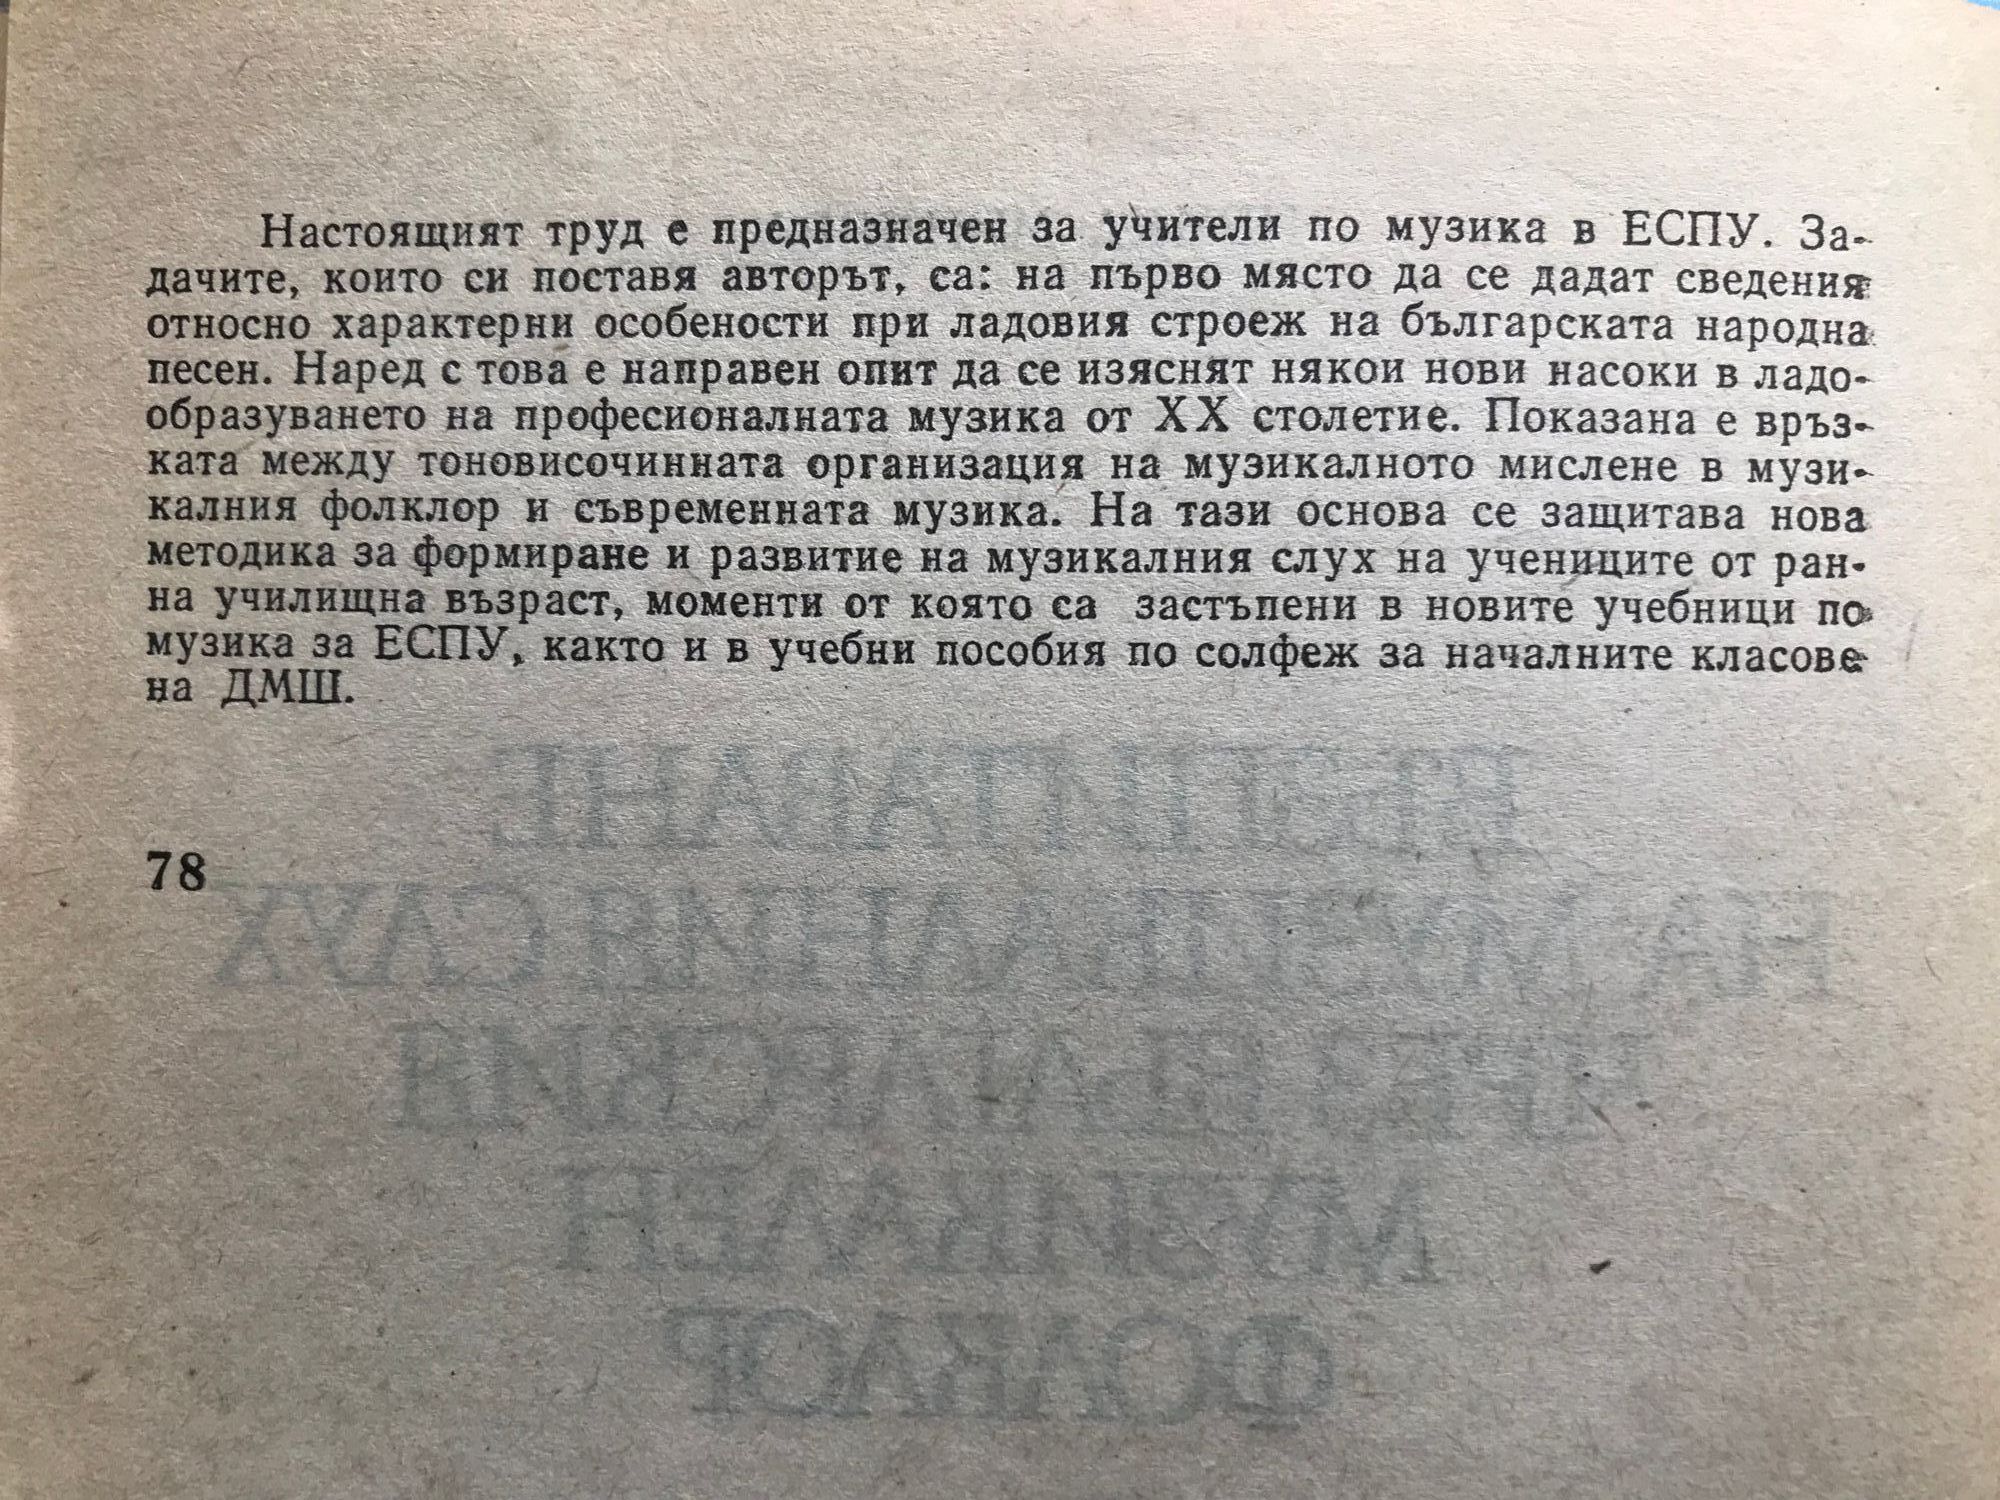 Настоящият труд е предназначен за учители по музика в ЕСПУ. За-
дачите, които си поставя авторът, са: на първо място да се дадат сведения
относно характерни особености при ладовия строеж на българската народна
песен. Наред с това е направен опит да се изяснят някои нови насоки в ладо-
образуването на професионалната музика от XX столетие. Показана е връз-
ката между тоновисочинната организация на музикалното мислене в музи-
калния фолклор и съвременната музика. На тази основа се защитава нова
методика за формиране и развитие на музикалния слух на учениците от ран-
на училищна възраст, моменти от която са застъпени в новите учебници по
музика за ЕСПУ, както и в учебни пособия по солфеж за началните класове
на ДМШ.
78